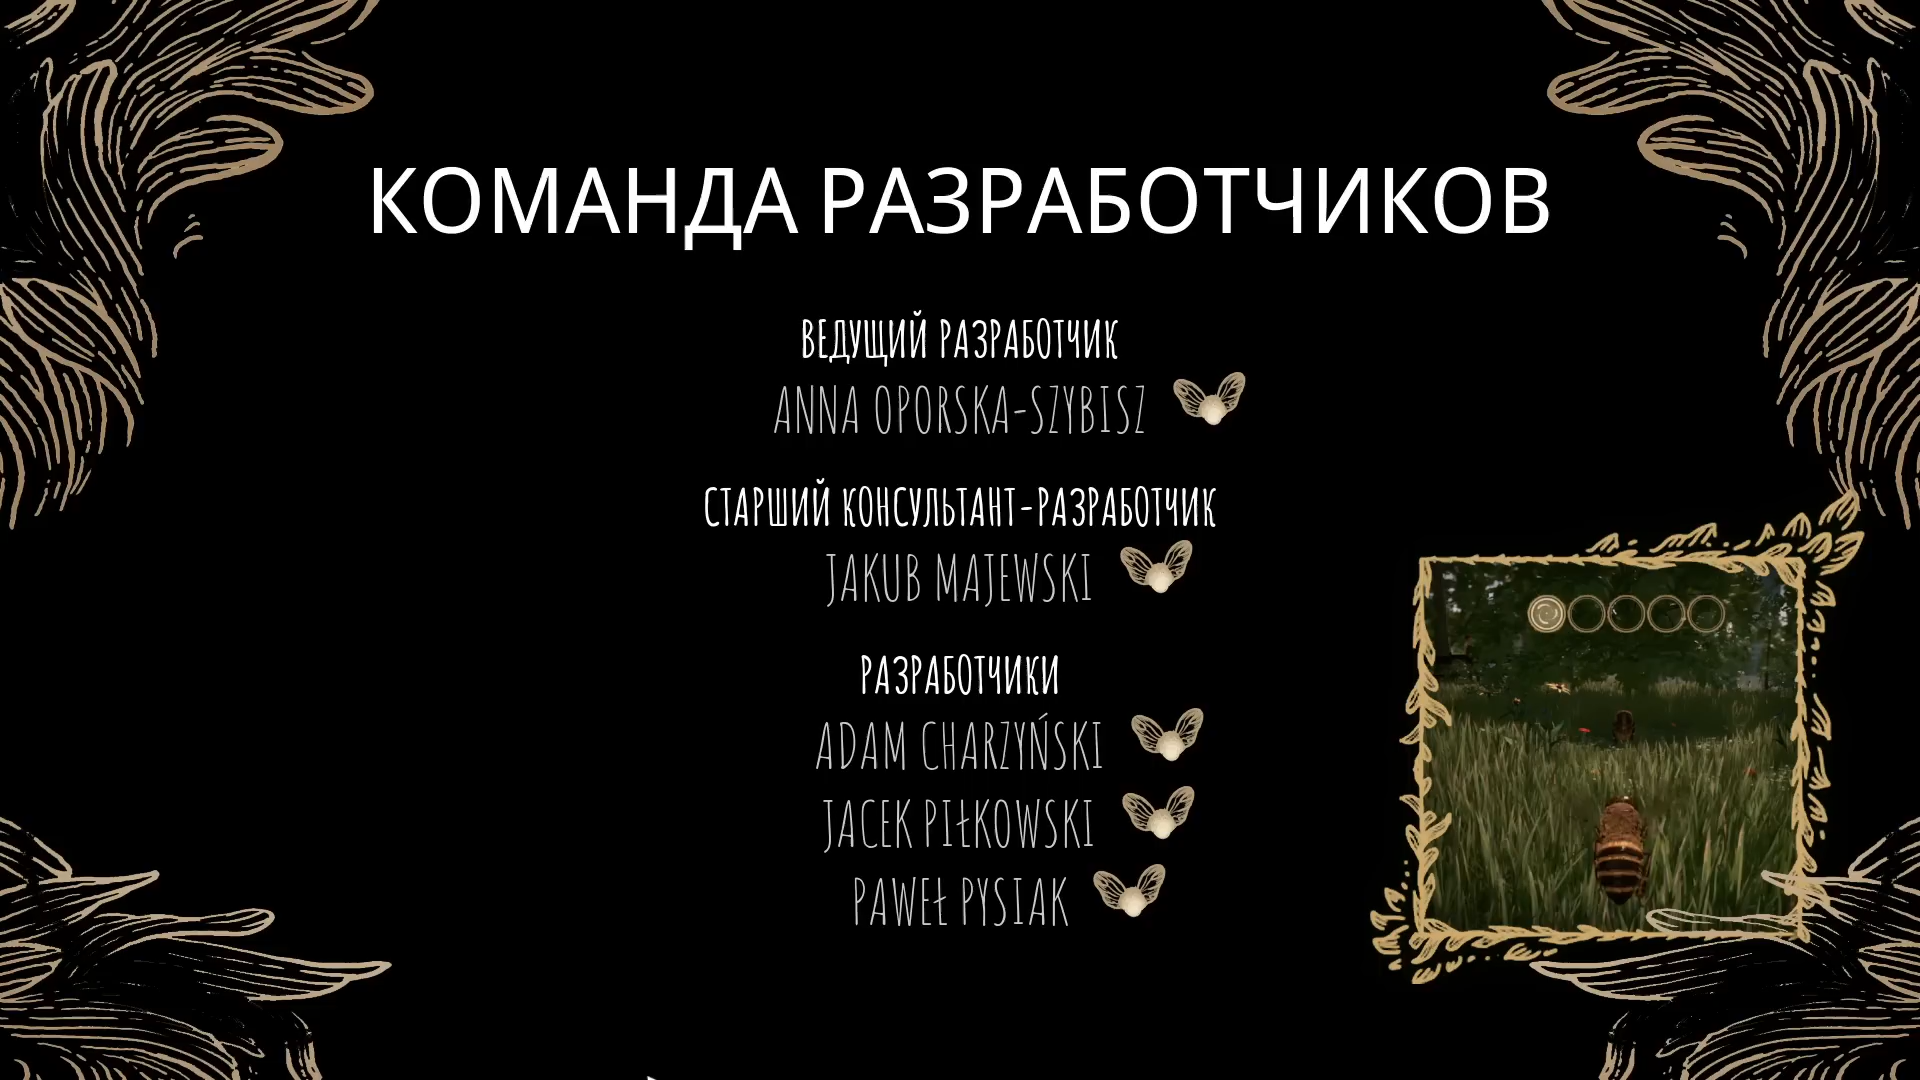 КОМАНДА РАЗРАБОТЧИКОВ
ВЕДУЩИЙ РАЗРАБОТЧИК
ANNA OPORSKA-SZYBISZ
СТАРШИЙ КОНСУЛЬТАНТ-РАЗРАБОТЧИК
JAKUB MAJEWSKI
РАЗРАБОТЧИКИ
ADAM CHARZYŃSKI
JACEK PIŁKOWSKI
PAWEŁ PYSIAK